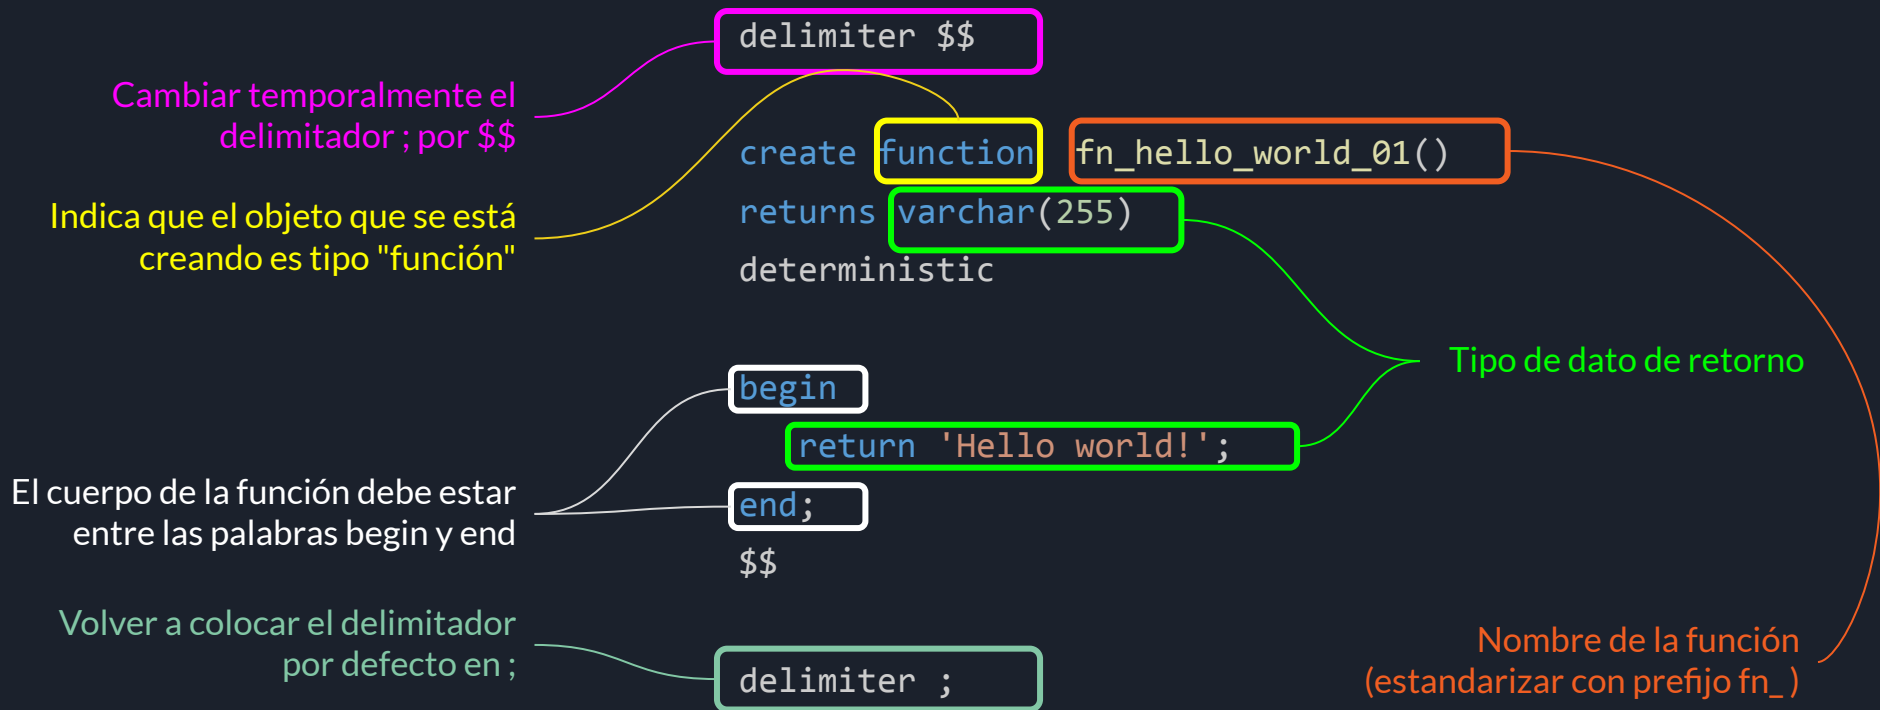 delimiter $$
Cambiar temporalmente el
delimitador ; por $$
create function fn_hello_world_01()
Indica que el objeto que se está
creando es tipo "función"
returns varchar(255)
deterministic
Tipo de dato de retorno
begin
return 'Hello world!';
El cuerpo de la función debe estar
entre las palabras begin y end
end;
$$
Volver a colocar el delimitador
por defecto en ;
delimiter ;
Nombre de la función
(estandarizar con prefijo fn_ )